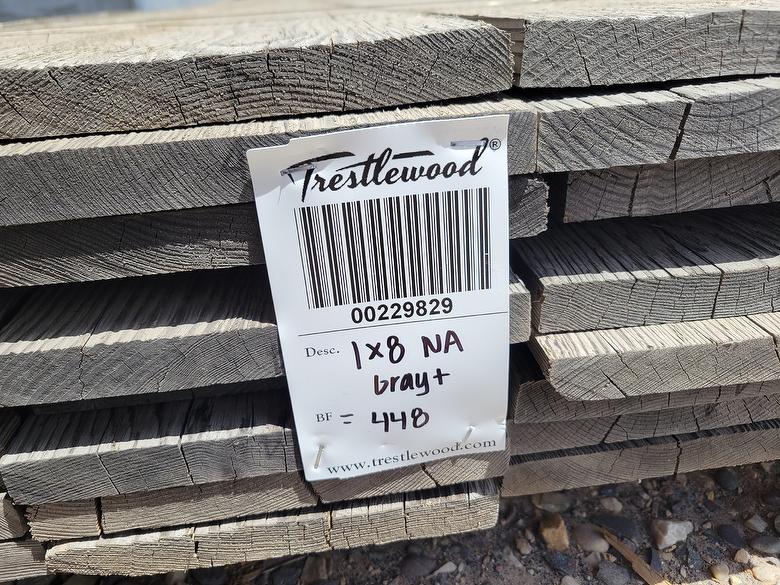 Trestlewood®
00229829
Desc. 1x8 NA
Gray+
BF = 448
www.trestlewood.com